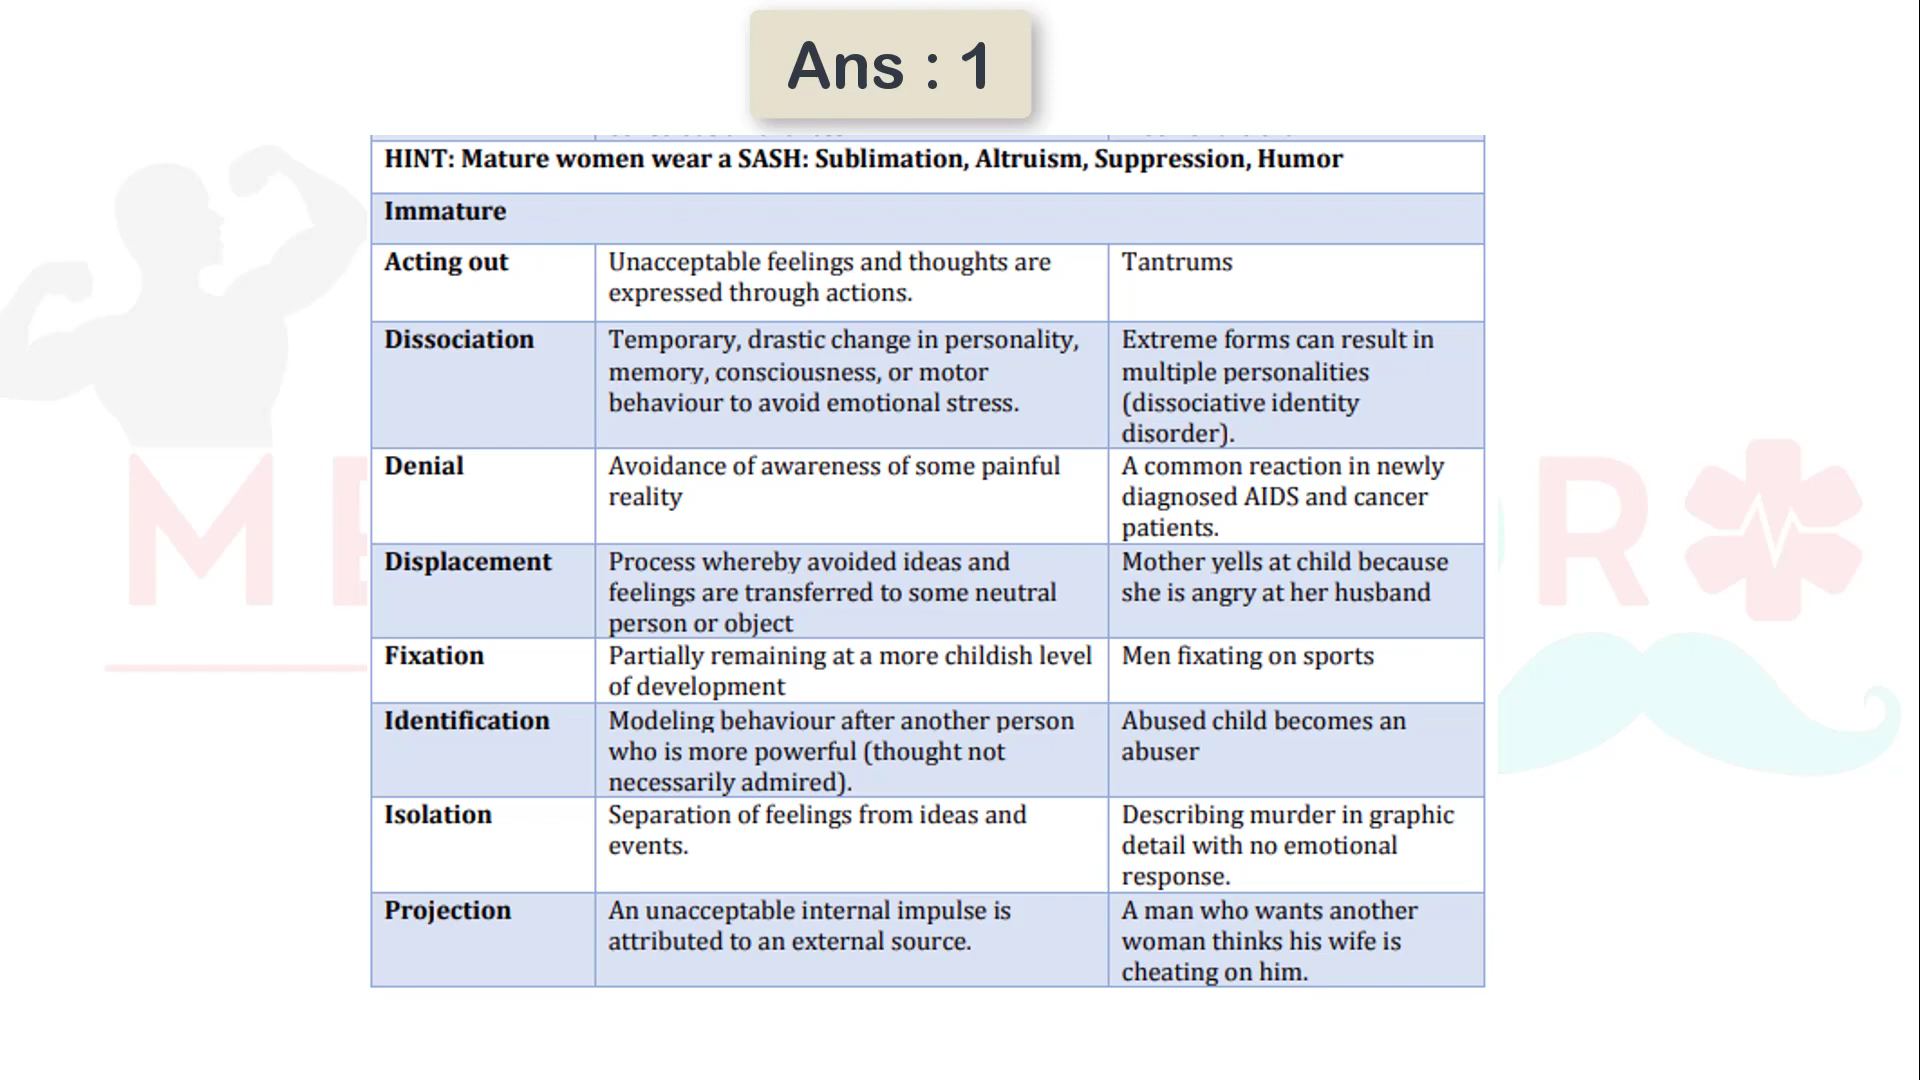 Ans : 1
HINT: Mature women wear a SASH: Sublimation, Altruism, Suppression, Humor
Immature
Acting out
Unacceptable feelings and thoughts are
expressed through actions.
Tantrums
Dissociation
Temporary, drastic change in personality,
memory, consciousness, or motor
behaviour to avoid emotional stress.
Extreme forms can result in
multiple personalities
(dissociative identity
disorder).
Denial
Avoidance of awareness of some painful
reality
A common reaction in newly
diagnosed AIDS and cancer
patients.
Displacement
Process whereby avoided ideas and
feelings are transferred to some neutral
person or object
Mother yells at child because
she is angry at her husband
Fixation
Partially remaining at a more childish level
of development
Men fixating on sports
Identification
Modeling behaviour after another person
who is more powerful (thought not
necessarily admired).
Abused child becomes an
abuser
Isolation
Separation of feelings from ideas and
events.
Describing murder in graphic
detail with no emotional
response.
Projection
An unacceptable internal impulse is
attributed to an external source.
A man who wants another
woman thinks his wife is
cheating on him.